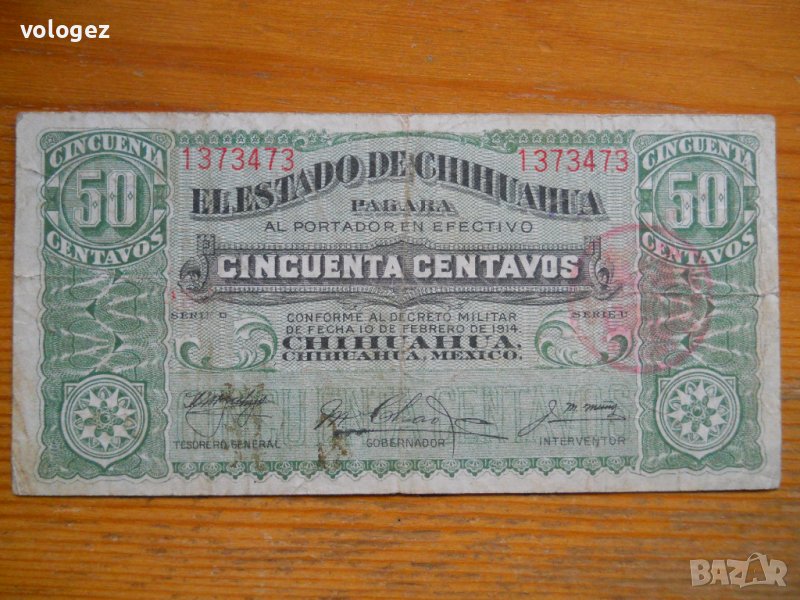 vologez
CINCUENTA
50
CENTAVOS
1373473
1373473
CINCUENTA
50
CENTAVOS
EL ESTADO DE CHIHUAHUA
PAGARA
AL PORTADOR, EN EFECTIVO
CINCUENTA CENTAVOS
CONFORME AL DECRETO MILITAR
SERIE
SERIE
DE FECHA 10 DE FEBRERO DE 1914.
CHIHUAHUA,
CHIHUAHUA, MEXICO.
CENTAVOS
TESORERO GENERAL
GOBERNADOR
INTERVENTOR
BAZAR